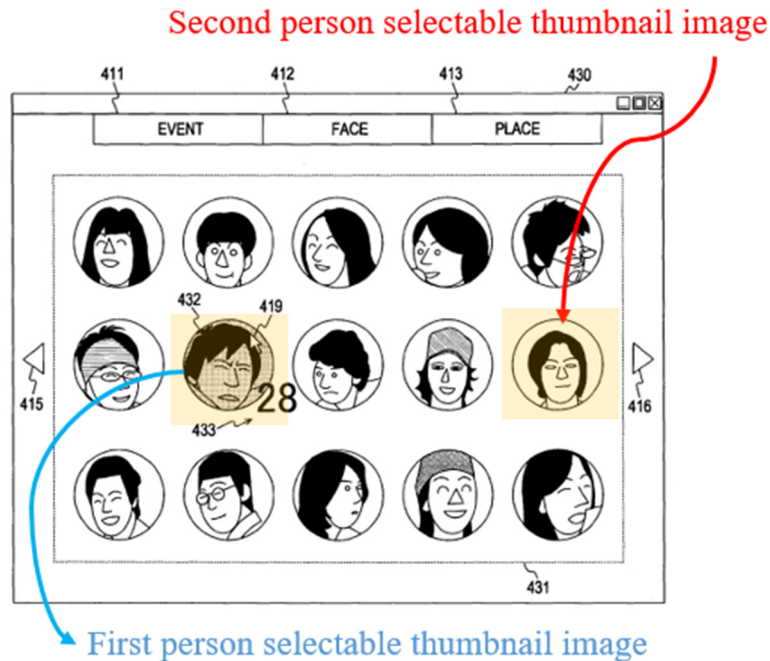 Second person selectable thumbnail image
411
412
413
430
EVENT
FACE
PLACE
432
419
28
433
415
416
431
First person selectable thumbnail image